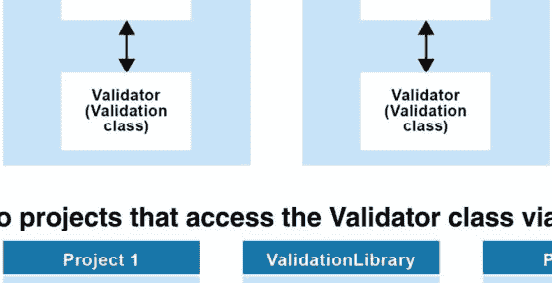 Validator Validator
(Validation (Validation
class) class)
o projects that access the Validator class via
Project 1 ValidationLibrary P